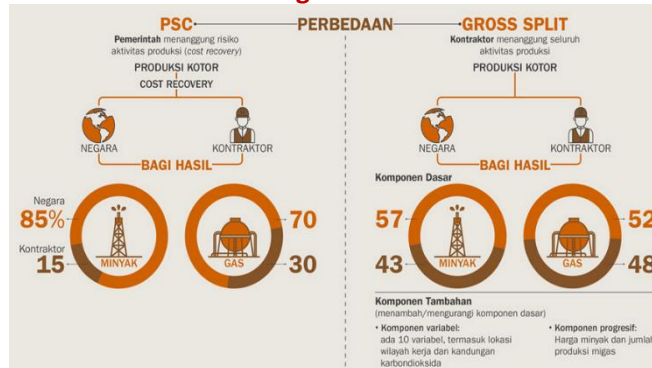 PSC
PERBEDAAN
GROSS SPLIT
Pemerintah menanggung risiko
aktivitas produksi (cost recovery)
PRODUKSI KOTOR
COST RECOVERY
NEGARA
KONTRAKTOR
BAGI HASIL
Negara
85%
Kontraktor
15
MINYAK
GAS
70
30
Kontraktor menanggung seluruh
aktivitas produksi
PRODUKSI KOTOR
NEGARA
KONTRAKTOR
BAGI HASIL
Komponen Dasar
57
43
MINYAK
GAS
52
48
Komponen Tambahan
(menambah/mengurangi komponen dasar)
• Komponen variabel:
ada 10 variabel, termasuk lokasi
wilayah kerja dan kandungan
karbondioksida
• Komponen progresif:
Harga minyak dan jumlah
produksi migas